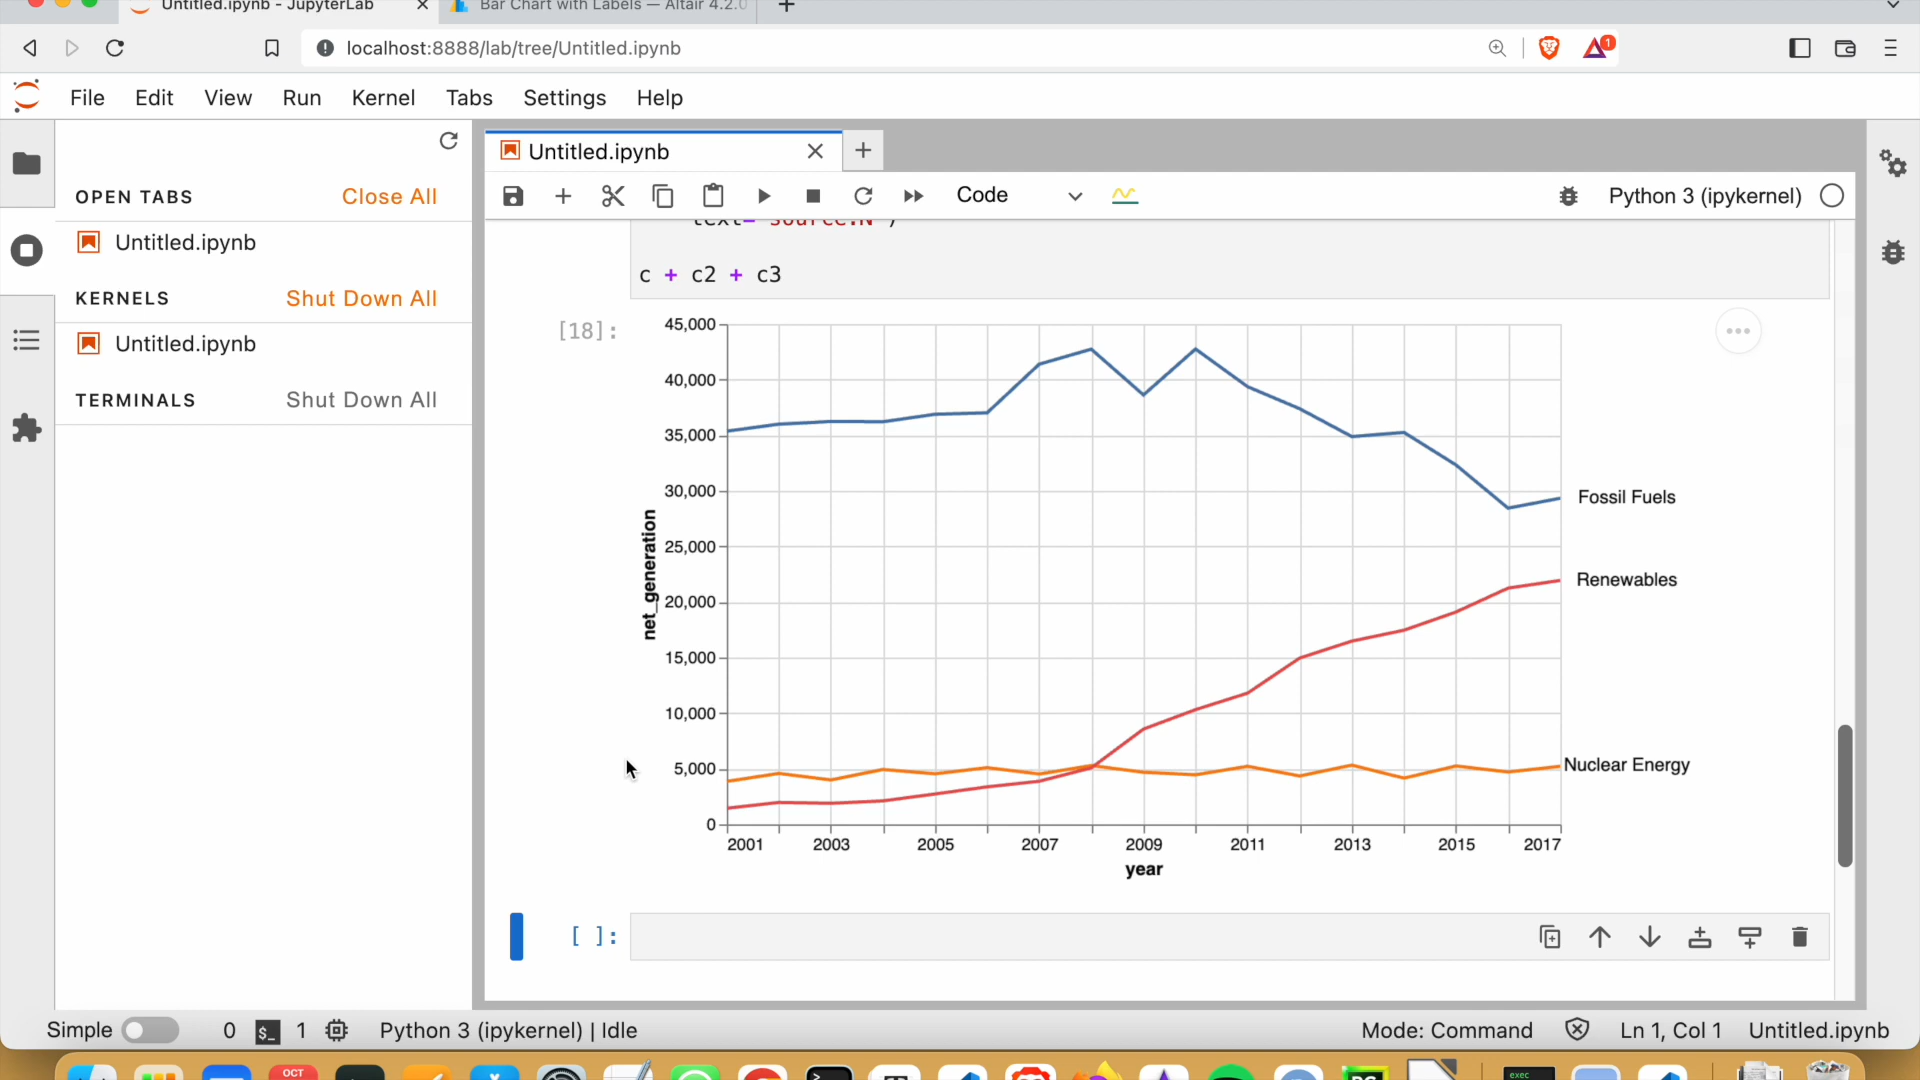 Untitled.ipynb - JupyterLab
Bar Chart with Labels — Altair 4.2.0
localhost:8888/lab/tree/Untitled.ipynb
1
File Edit View Run Kernel Tabs Settings Help
OPEN TABS Close All
Untitled.ipynb
KERNELS Shut Down All
Untitled.ipynb
TERMINALS Shut Down All
Untitled.ipynb
Code
Python 3 (ipykernel)
text='source:N')
c + c2 + c3
[18]:
45,000
40,000
35,000
30,000
25,000
20,000
15,000
10,000
5,000
0
net_generation
Fossil Fuels
Renewables
Nuclear Energy
2001 2003 2005 2007 2009 2011 2013 2015 2017
year
[ ]:
Simple 0 $_ 1 Python 3 (ipykernel) | Idle Mode: Command Ln 1, Col 1 Untitled.ipynb
OCT
exec